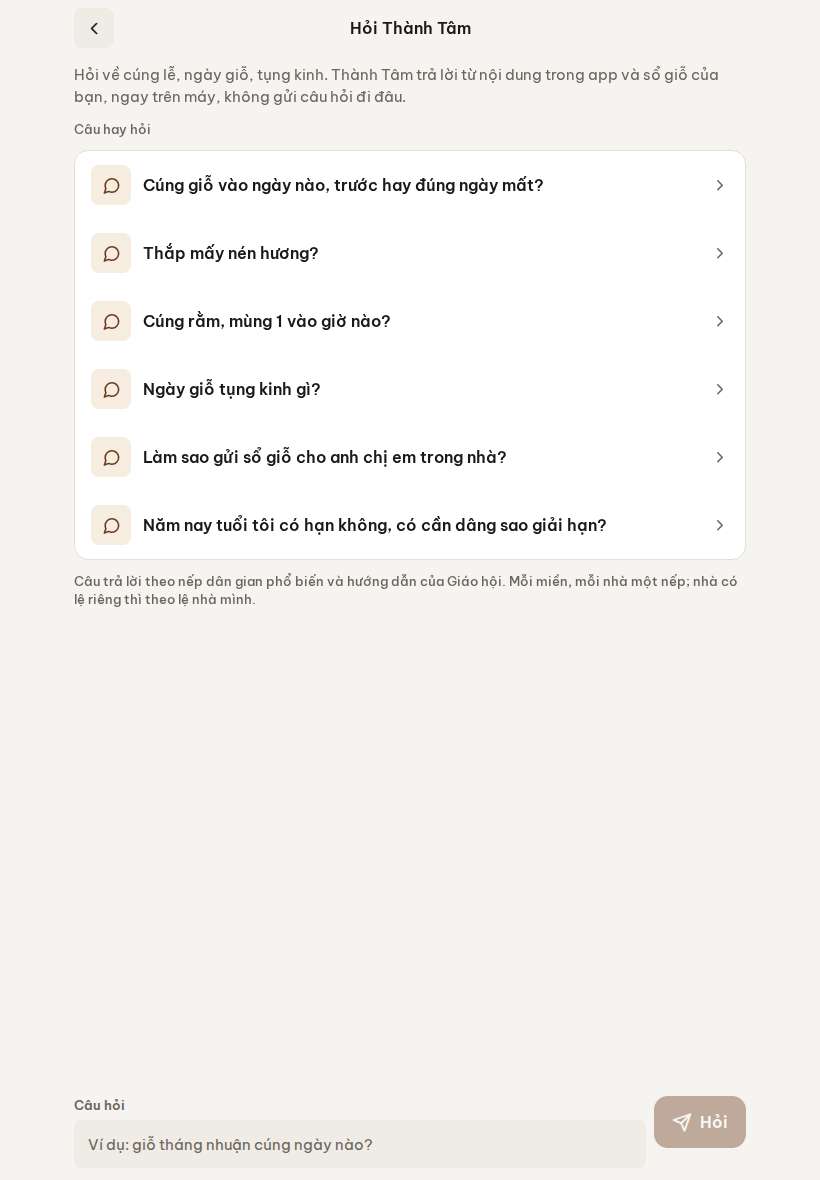 Hỏi Thành Tâm
Hỏi về cúng lễ, ngày giỗ, tụng kinh. Thành Tâm trả lời từ nội dung trong app và sổ giỗ của
bạn, ngay trên máy, không gửi câu hỏi đi đâu.
Câu hay hỏi
Cúng giỗ vào ngày nào, trước hay đúng ngày mất?
Thắp mấy nén hương?
Cúng rằm, mùng 1 vào giờ nào?
Ngày giỗ tụng kinh gì?
Làm sao gửi sổ giỗ cho anh chị em trong nhà?
Năm nay tuổi tôi có hạn không, có cần dâng sao giải hạn?
Câu trả lời theo nếp dân gian phổ biến và hướng dẫn của Giáo hội. Mỗi miền, mỗi nhà một nếp; nhà có
lệ riêng thì theo lệ nhà mình.
Câu hỏi
Ví dụ: giỗ tháng nhuận cúng ngày nào?
Hỏi